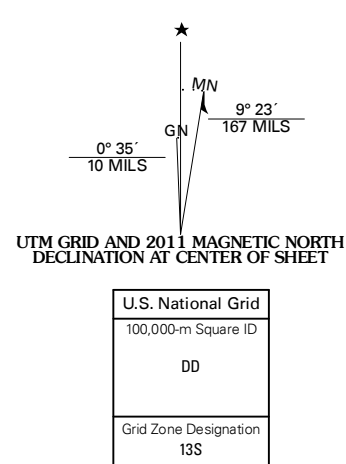 MN
9° 23´
167 MILS
GN
0° 35´
10 MILS
UTM GRID AND 2011 MAGNETIC NORTH
DECLINATION AT CENTER OF SHEET
U.S. National Grid
100,000-m Square ID
DD
Grid Zone Designation
13S